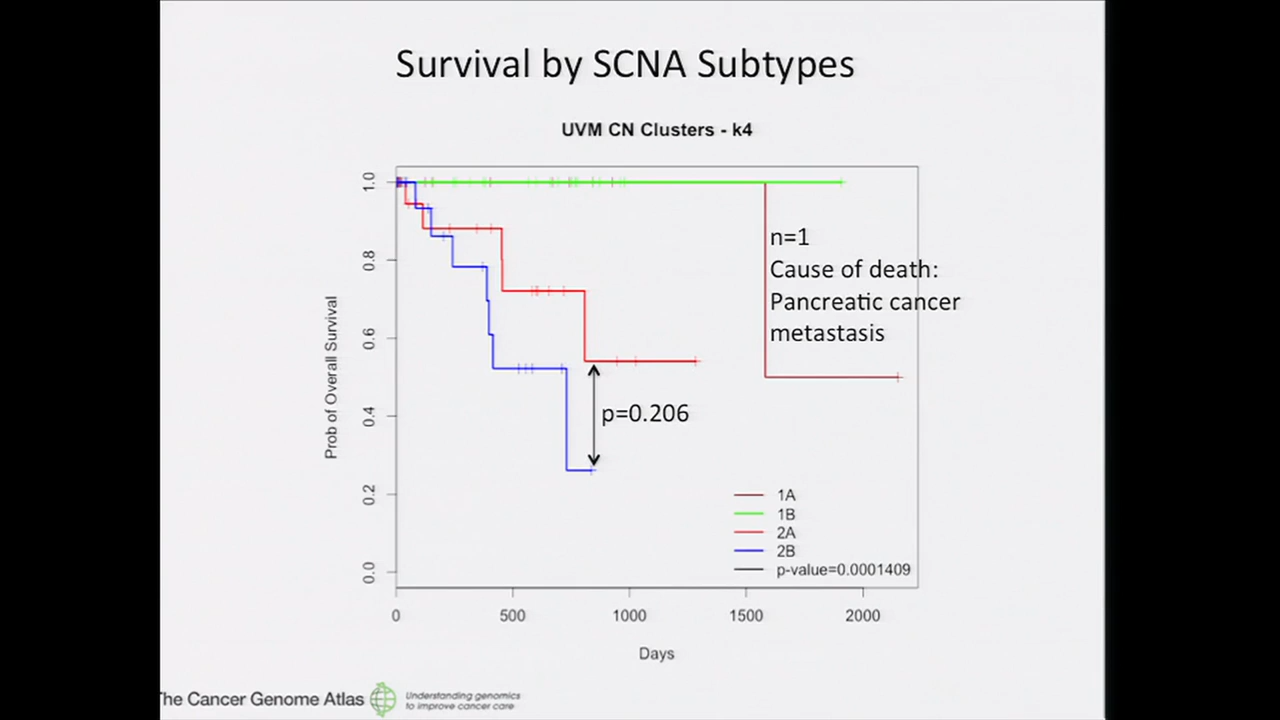 Survival by SCNA Subtypes
UVM CN Clusters - k4
Prob of Overall Survival
1.0
0.8
0.6
0.4
0.2
0.0
n=1
Cause of death:
Pancreatic cancer
metastasis
p=0.206
1A
1B
2A
2B
p-value=0.0001409
0
500
1000
1500
2000
Days
The Cancer Genome Atlas
Understanding genomics
to improve cancer care